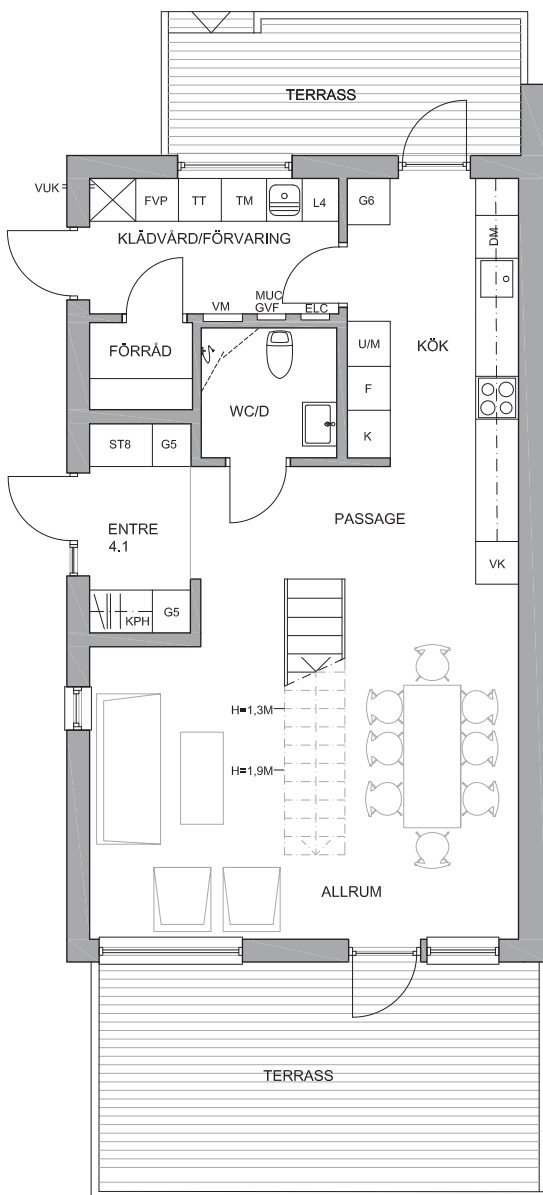 TERRASS
VUK
FVP
TT
TM
L4
G6
DM
KLÄDVÅRD/FÖRVARING
VM
MUC
GVF
ELC
FÖRRÅD
WC/D
U/M
F
K
KÖK
ST8
G5
ENTRE
4.1
PASSAGE
VK
KPH
G5
H=1,3M
H=1,9M
ALLRUM
TERRASS